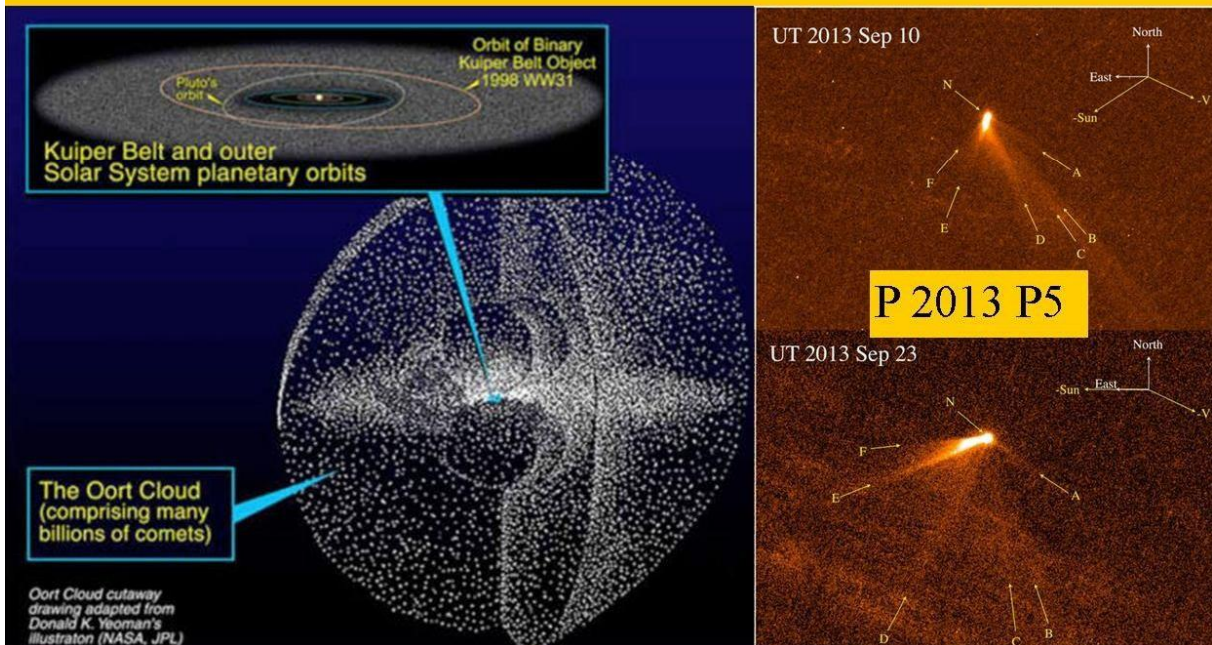 Orbit of Binary
Kuiper Belt Object
1998 WW31
Pluto's
orbit
Kuiper Belt and outer
Solar System planetary orbits
The Oort Cloud
(comprising many
billions of comets)
Oort Cloud cutaway
drawing adapted from
Donald K. Yeoman's
illustraton (NASA, JPL)
UT 2013 Sep 10
North
East
-V
-Sun
N
A
F
E
D
B
C
P 2013 P5
UT 2013 Sep 23
North
-Sun
East
-V
N
F
A
E
D
C
B